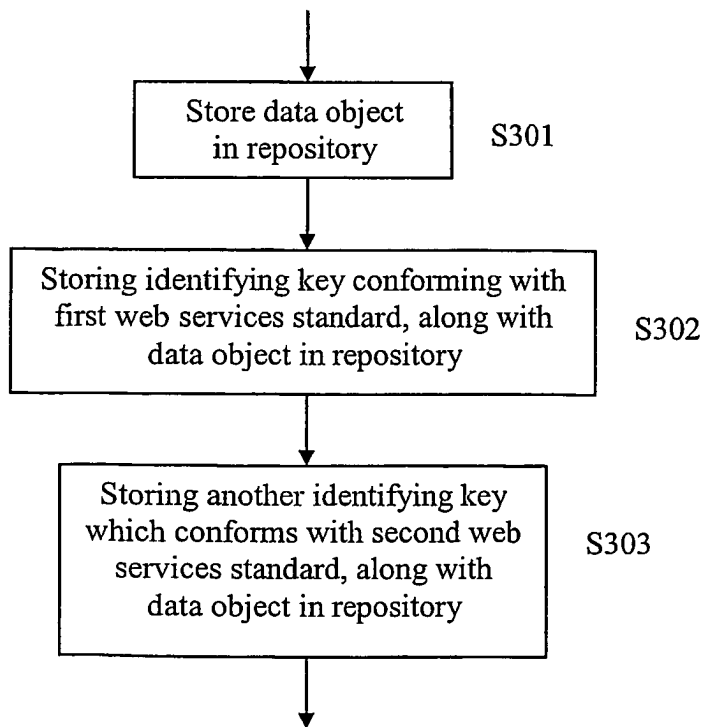 Store data object
in repository
S301
Storing identifying key conforming with
first web services standard, along with
data object in repository
S302
Storing another identifying key
which conforms with second web
services standard, along with
data object in repository
S303